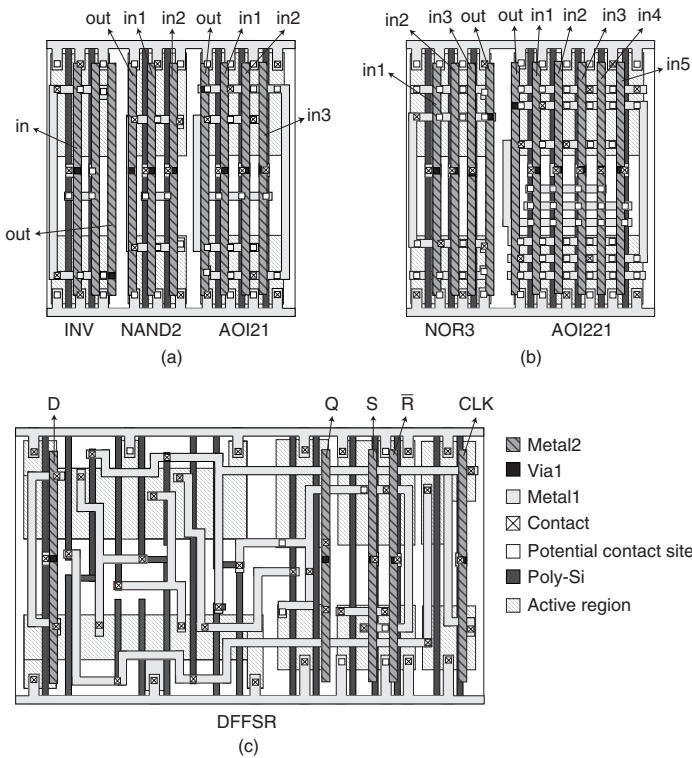 out in1 in2 out in1 in2
in
in3
out
INV NAND2 AOI21
(a)
in2 in3 out out in1 in2 in3 in4
in1
in5
NOR3 AOI221
(b)
D Q S R̅ CLK
DFFSR
(c)
Metal2
Via1
Metal1
Contact
Potential contact site
Poly-Si
Active region